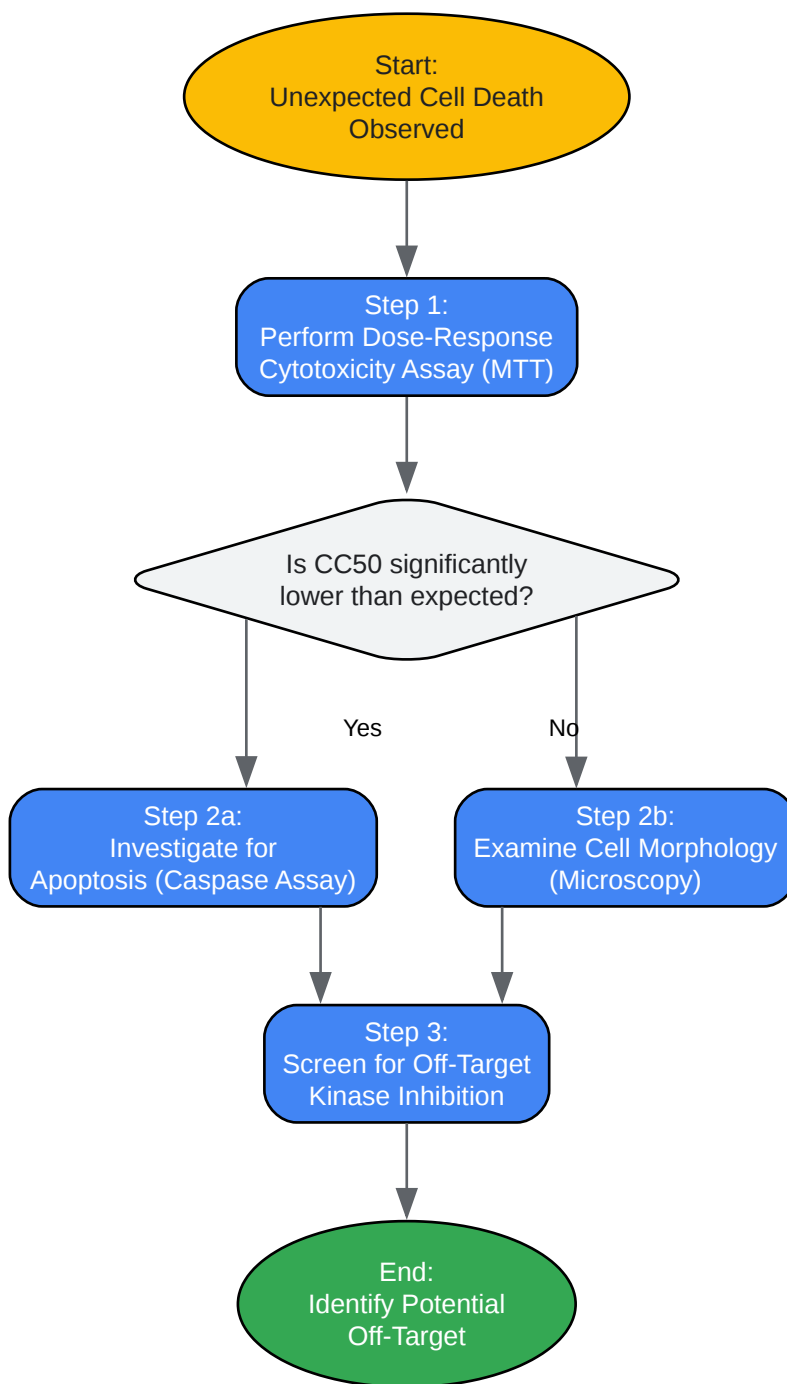 Start:
Unexpected Cell Death
Observed
Step 1:
Perform Dose-Response
Cytotoxicity Assay (MTT)
Is CC50 significantly
lower than expected?
Yes
No
Step 2a:
Investigate for
Apoptosis (Caspase Assay)
Step 2b:
Examine Cell Morphology
(Microscopy)
Step 3:
Screen for Off-Target
Kinase Inhibition
End:
Identify Potential
Off-Target